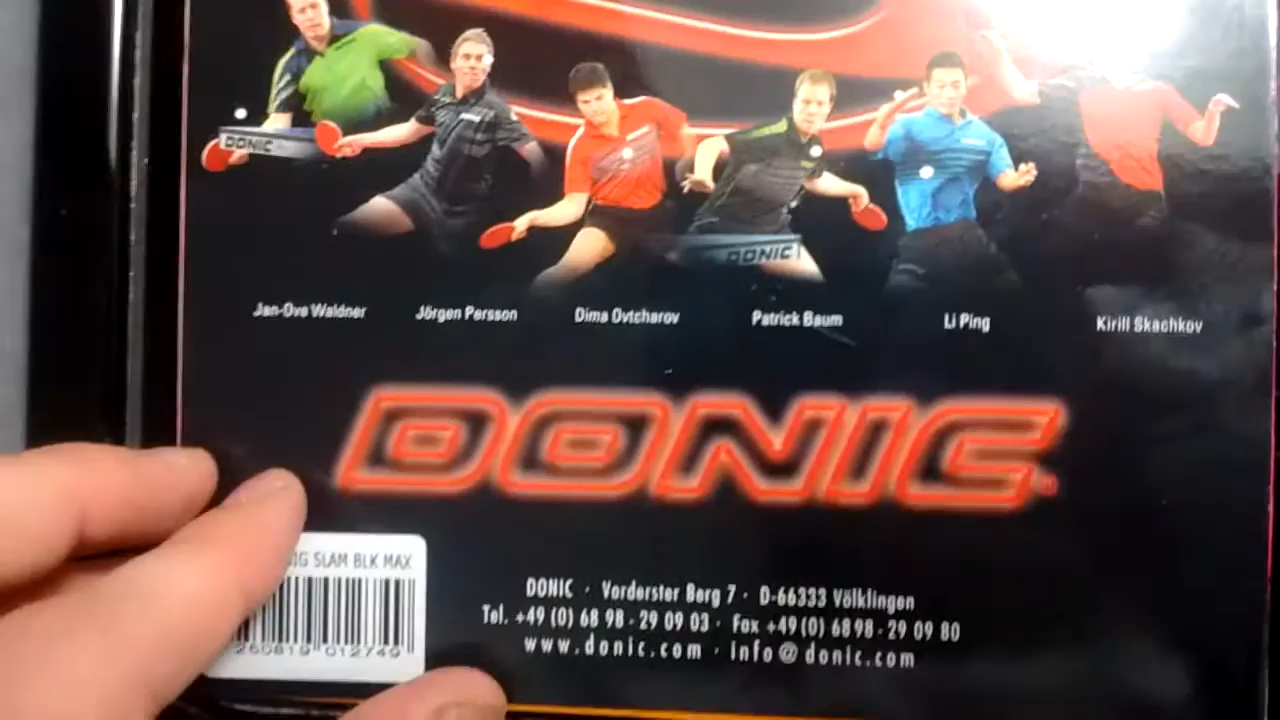 DONIC
DONIC
Jan-Ove Waldner
Jörgen Persson
Dima Ovtcharov
Patrick Baum
Li Ping
Kirill Skachkov
DONIC
SLAM BLK MAX
012749
DONIC · Vorderster Berg 7 · D-66333 Völklingen
Tel. +49 (0) 68 98 - 29 09 03 · Fax +49 (0) 68 98 - 29 09 80
www.donic.com · info@donic.com